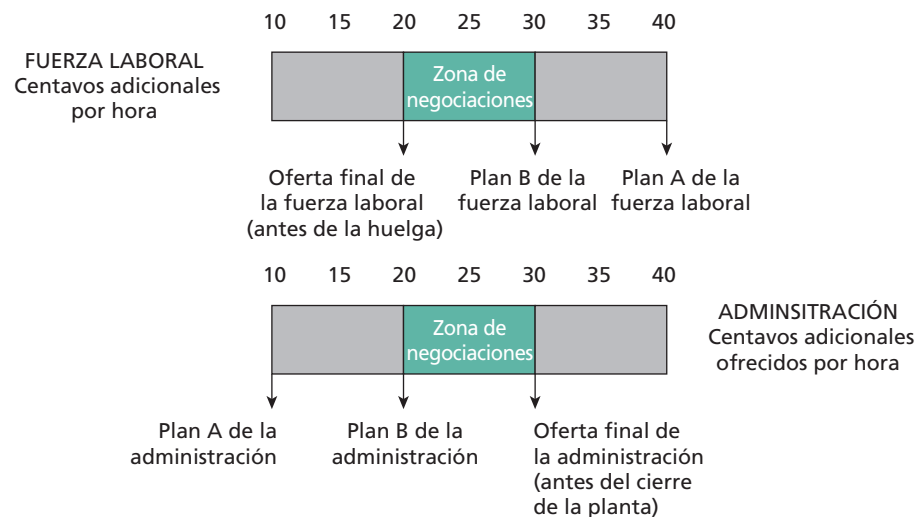 10 15 20 25 30 35 40
FUERZA LABORAL
Centavos adicionales
por hora
Zona de
negociaciones
Oferta final de
la fuerza laboral
(antes de la huelga)
Plan B de la
fuerza laboral
Plan A de la
fuerza laboral
10 15 20 25 30 35 40
Zona de
negociaciones
ADMINSITRACIÓN
Centavos adicionales
ofrecidos por hora
Plan A de la
administración
Plan B de la
administración
Oferta final de
la administración
(antes del cierre
de la planta)